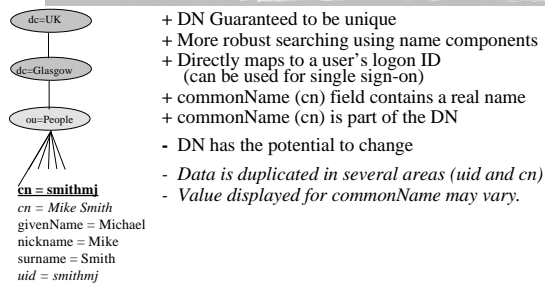 dc=UK
dc=Glasgow
ou=People
cn = smithmj
cn = Mike Smith
givenName = Michael
nickname = Mike
surname = Smith
uid = smithmj
+ DN Guaranteed to be unique
+ More robust searching using name components
+ Directly maps to a user's logon ID
(can be used for single sign-on)
+ commonName (cn) field contains a real name
+ commonName (cn) is part of the DN
- DN has the potential to change
- Data is duplicated in several areas (uid and cn)
- Value displayed for commonName may vary.